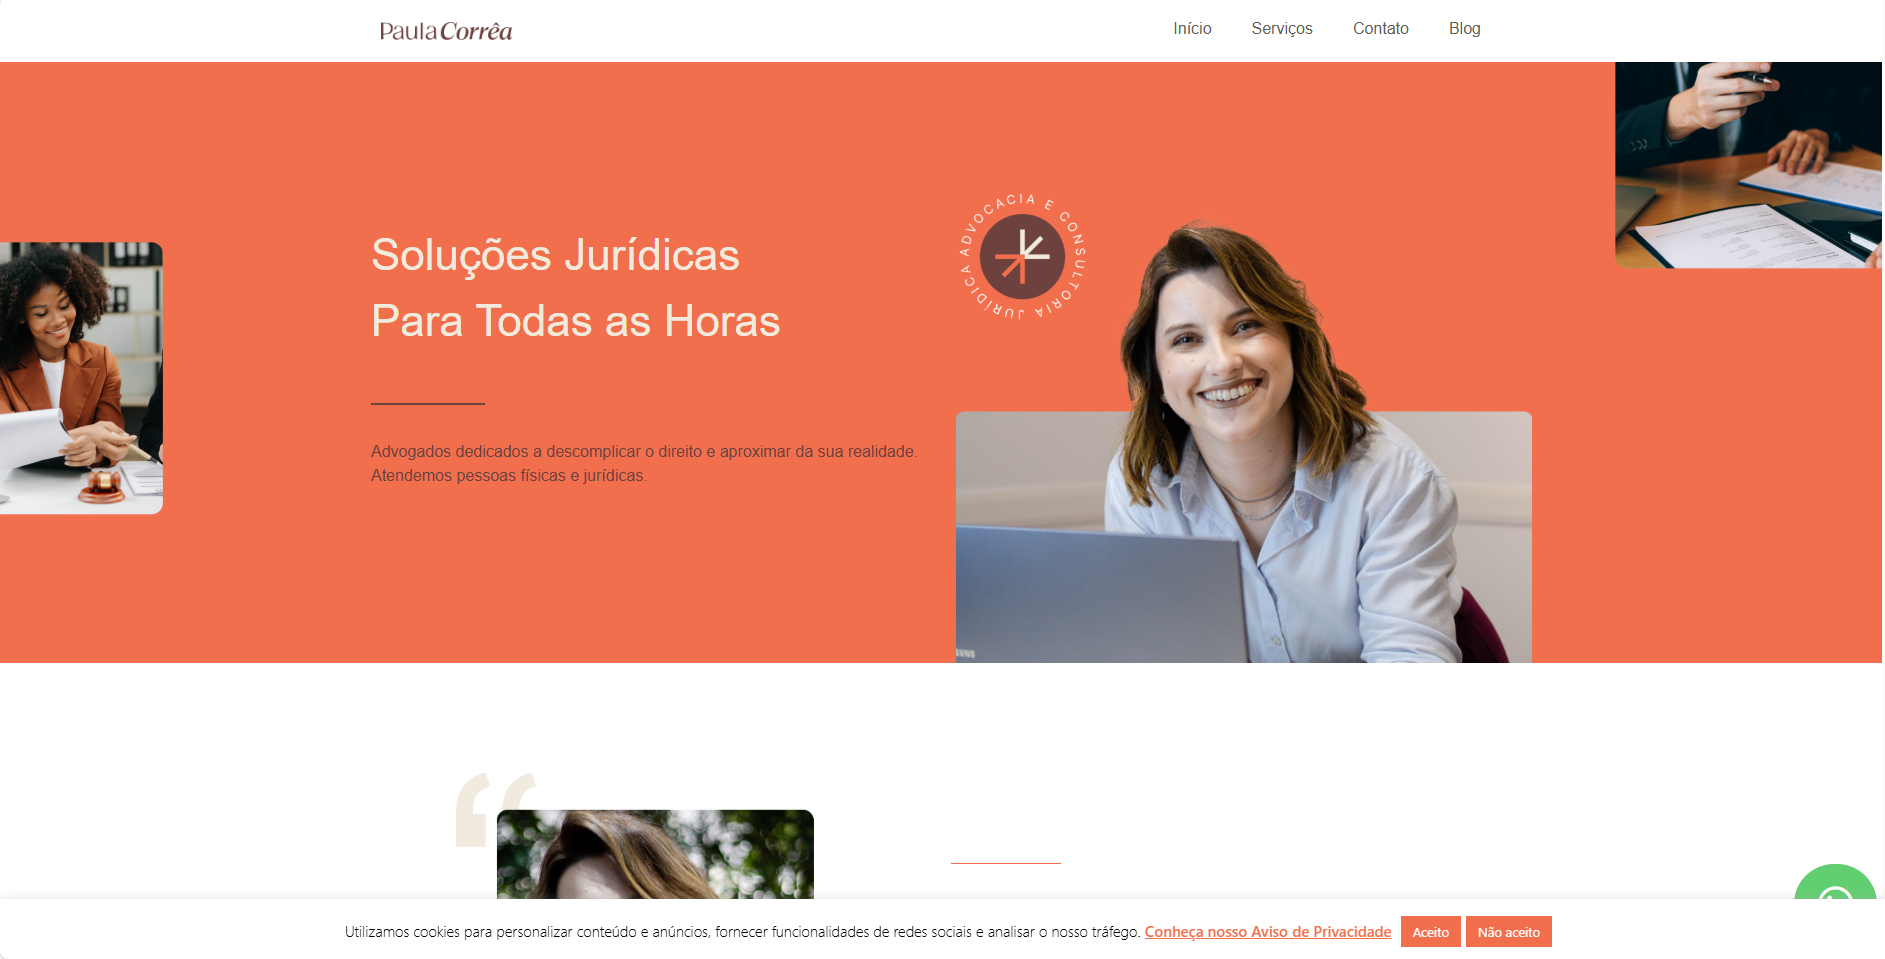 Paula Corrêa
Início Serviços Contato Blog
ADVOCACIA E CONSULTORIA JURÍDICA
Soluções Jurídicas
Para Todas as Horas
Advogados dedicados a descomplicar o direito e aproximar da sua realidade.
Atendemos pessoas físicas e jurídicas.
SUNG
“
Utilizamos cookies para personalizar conteúdo e anúncios, fornecer funcionalidades de redes sociais e analisar o nosso tráfego. Conheça nosso Aviso de Privacidade Aceito Não aceito